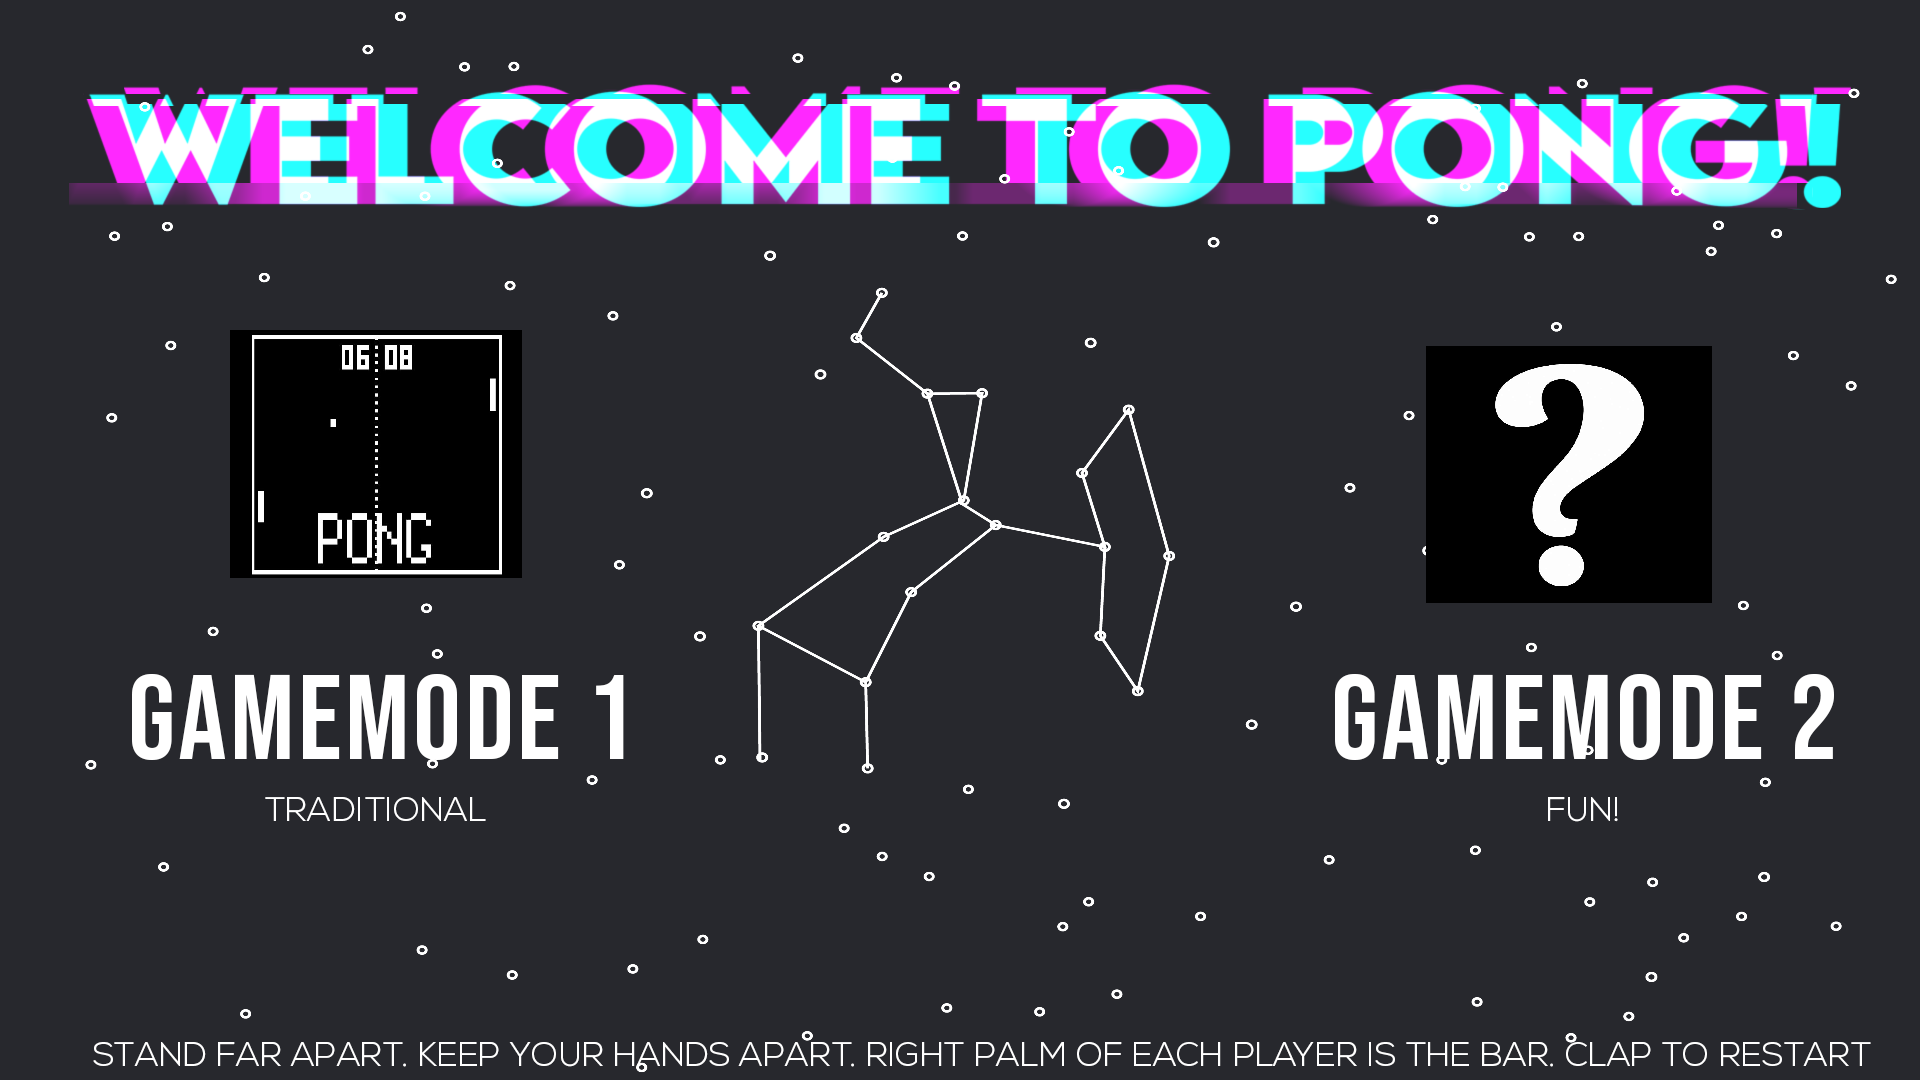 WELCOME TO PONG!
06 08
PONG
?
GAMEMODE 1
GAMEMODE 2
TRADITIONAL
FUN!
STAND FAR APART. KEEP YOUR HANDS APART. RIGHT PALM OF EACH PLAYER IS THE BAR. CLAP TO RESTART